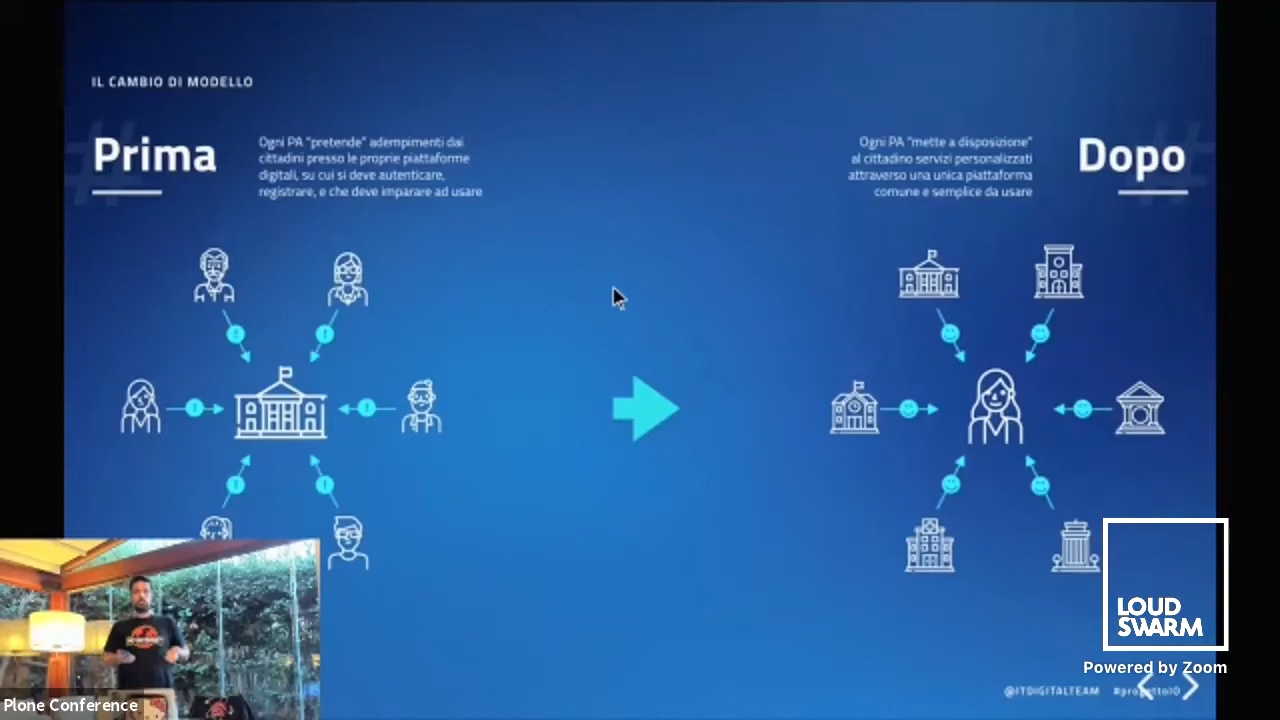 IL CAMBIO DI MODELLO
Prima
Ogni PA "pretende" adempimenti dai
cittadini presso le proprie piattaforme
digitali, su cui si deve autenticare,
registrare, e che deve imparare ad usare
Ogni PA "mette a disposizione"
al cittadino servizi personalizzati
attraverso una unica piattaforma
comune e semplice da usare
Dopo
LOUD
SWARM
Powered by Zoom
@ITDIGITALTEAM #progettoIO
Plone Conference